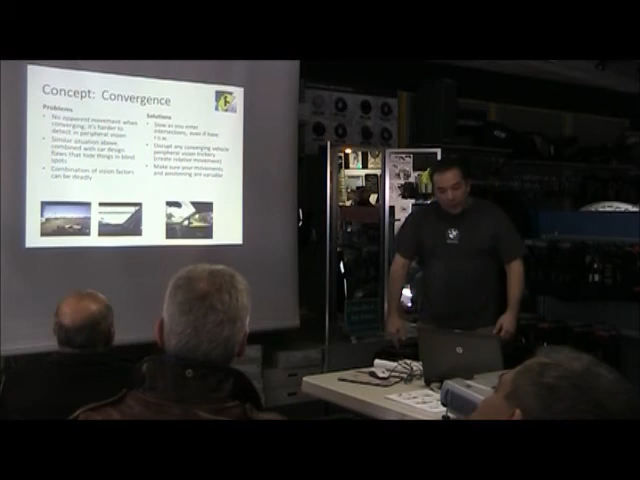 Concept: Convergence
Problems
• No apparent movement when
converging, it's harder to
detect in peripheral vision
• Similar situation above,
combined with car design
flaws that hide things in blind
spots
• Combination of vision factors
can be deadly
Solutions
• Slow as you enter
intersections, even if have
• Disrupt any converging vehicle
peripheral vision trickery
(create relative movement)
• Make sure your movements
and positioning are variable